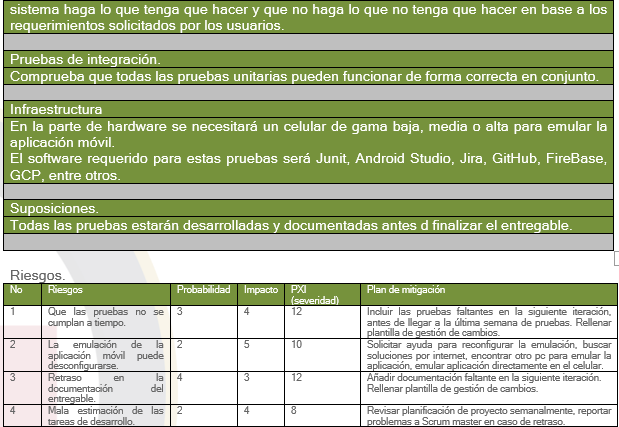 sistema haga lo que tenga que hacer y que no haga lo que no tenga que hacer en base a los
requerimientos solicitados por los usuarios.
Pruebas de integración.
Comprueba que todas las pruebas unitarias pueden funcionar de forma correcta en conjunto.
Infraestructura
En la parte de hardware se necesitará un celular de gama baja, media o alta para emular la
aplicación móvil.
El software requerido para estas pruebas será Junit, Android Studio, Jira, GitHub, FireBase,
GCP, entre otros.
Suposiciones.
Todas las pruebas estarán desarrolladas y documentadas antes d finalizar el entregable.
Riesgos.
No Riesgos Probabilidad Impacto PXI Plan de mitigación
(severidad)
1 Que las pruebas no se 3 4 12 Incluir las pruebas faltantes en la siguiente iteración,
cumplan a tiempo. antes de llegar a la última semana de pruebas. Rellenar
plantilla de gestión de cambios.
2 La emulación de la 2 5 10 Solicitar ayuda para reconfigurar la emulación, buscar
aplicación móvil puede soluciones por internet, encontrar otro pc para emular la
desconfigurarse. aplicación, emular aplicación directamente en el celular.
3 Retraso en la 4 3 12 Añadir documentación faltante en la siguiente iteración.
documentación del Rellenar plantilla de gestión de cambios.
entregable.
4 Mala estimación de las 2 4 8 Revisar planificación de proyecto semanalmente, reportar
tareas de desarrollo. problemas a Scrum master en caso de retraso.